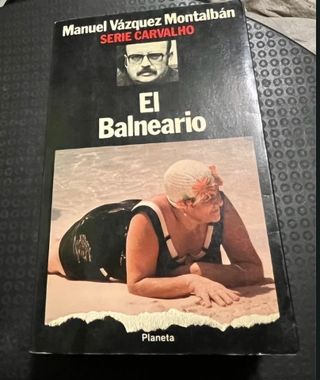 Manuel Vázquez Montalbán
SERIE CARVALHO
El
Balneario
Planeta